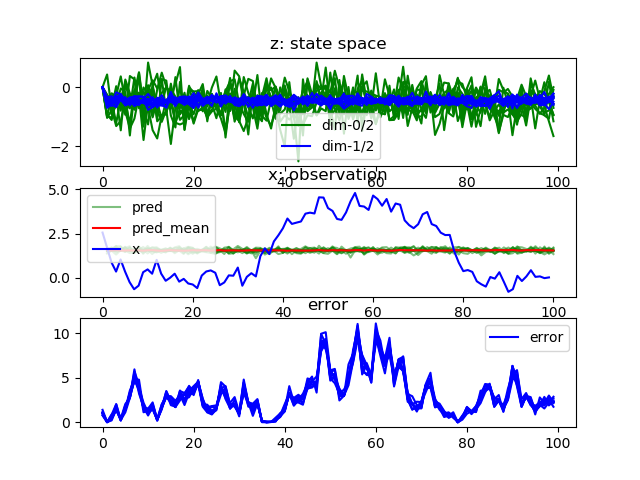 z: state space
0
−2
dim-0/2
dim-1/2
0 20 40 60 80 100
x: observation
5.0
2.5
0.0
pred
pred_mean
x
0 20 40 60 80 100
error
10
5
0
error
0 20 40 60 80 100